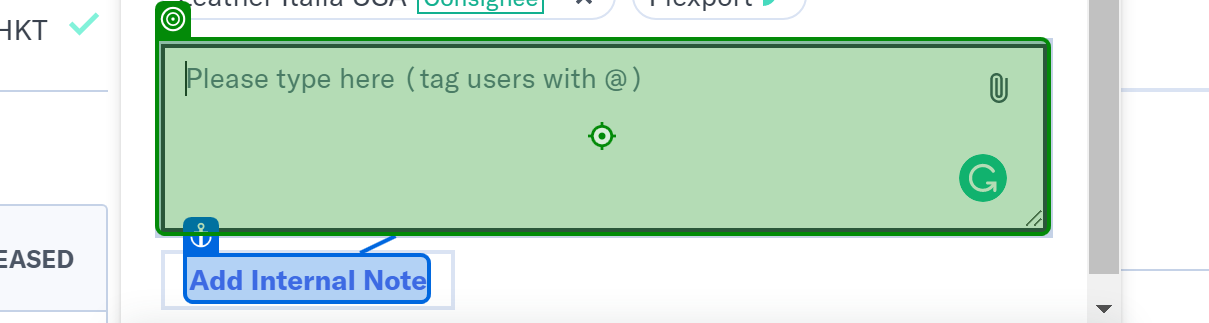 Leather Italia USA Consignee Flexport
HKT
Please type here (tag users with @)
EASED
Add Internal Note